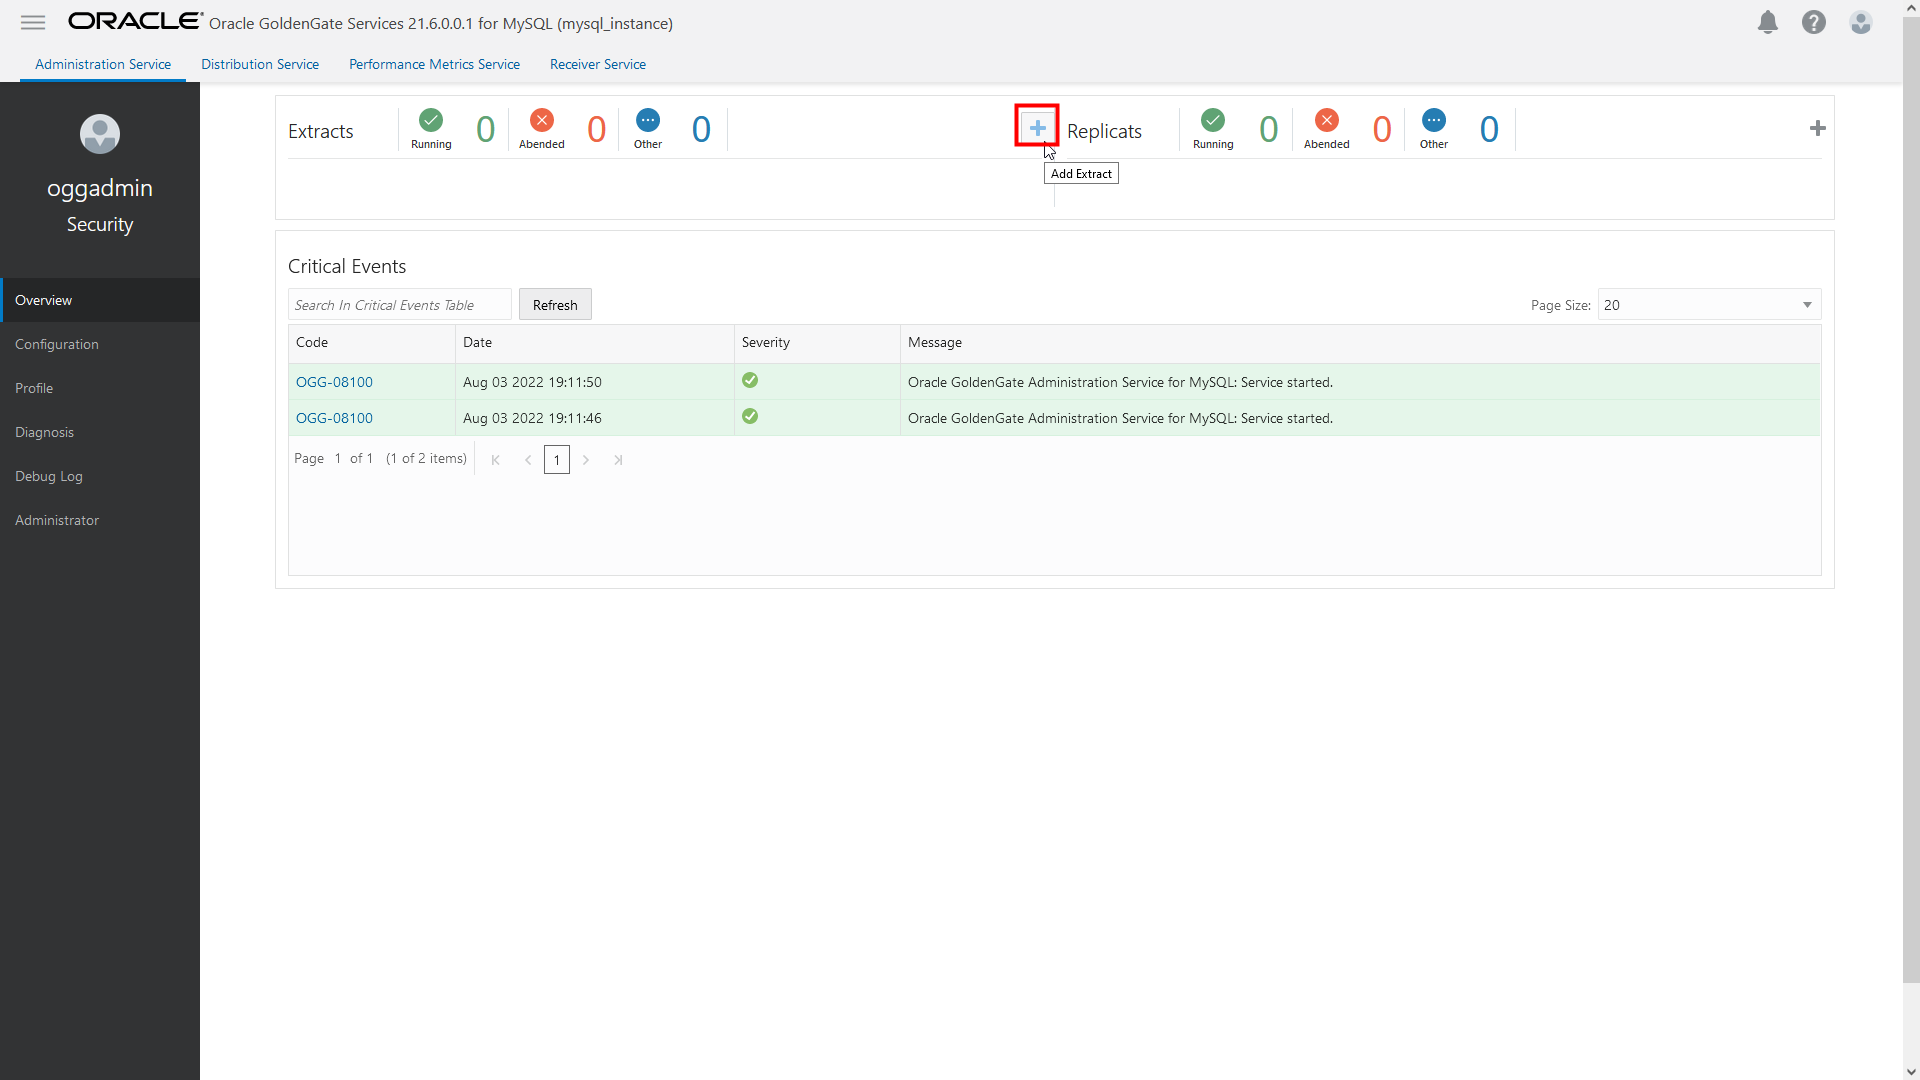 ORACLE® Oracle GoldenGate Services 21.6.0.0.1 for MySQL (mysql_instance)
Administration Service Distribution Service Performance Metrics Service Receiver Service
oggadmin
Security
Overview
Configuration
Profile
Diagnosis
Debug Log
Administrator
Extracts Running 0 Abended 0 Other 0
Replicats Running 0 Abended 0 Other 0
Add Extract
Critical Events
Search In Critical Events Table Refresh Page Size: 20
Code Date Severity Message
OGG-08100 Aug 03 2022 19:11:50 Oracle GoldenGate Administration Service for MySQL: Service started.
OGG-08100 Aug 03 2022 19:11:46 Oracle GoldenGate Administration Service for MySQL: Service started.
Page 1 of 1 (1 of 2 items) 1